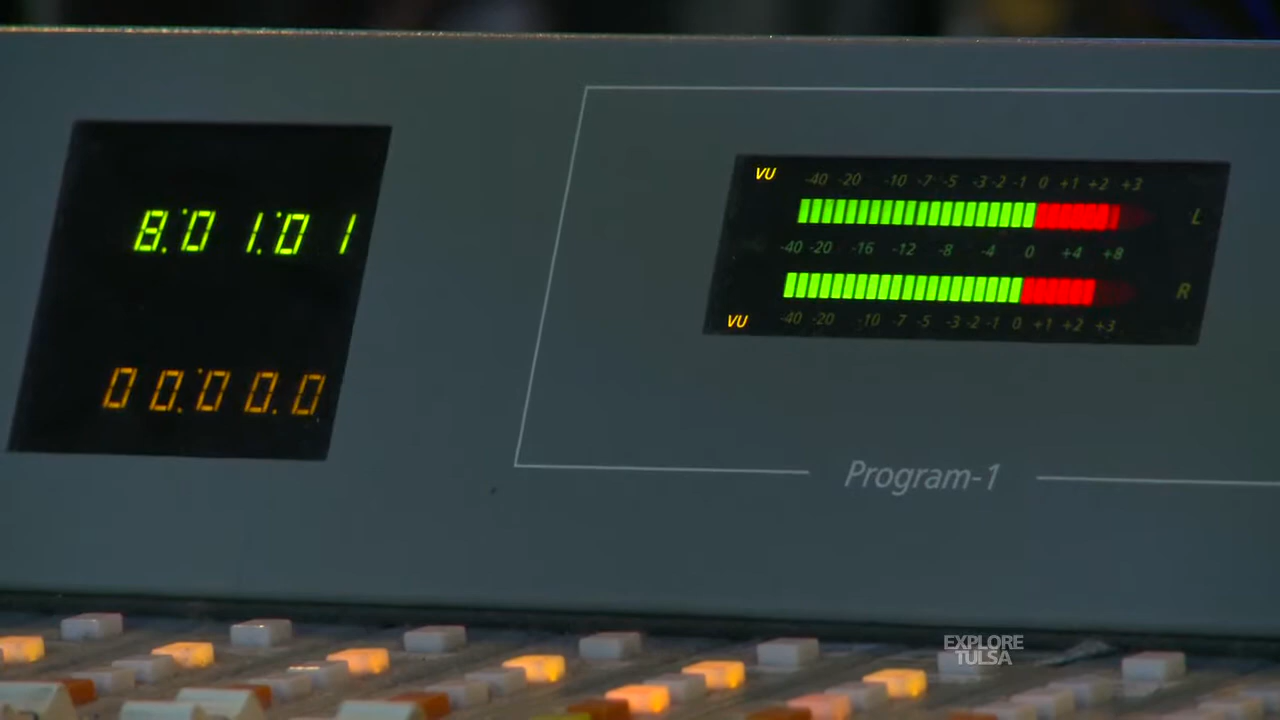 8:01:01
00:00.0
VU -40 -20 -10 -7 -5 -3 -2 -1 0 +1 +2 +3
L
-40 -20 -16 -12 -8 -4 0 +4 +8
R
VU -40 -20 -10 -7 -5 -3 -2 -1 0 +1 +2 +3
Program-1
EXPLORE
TULSA